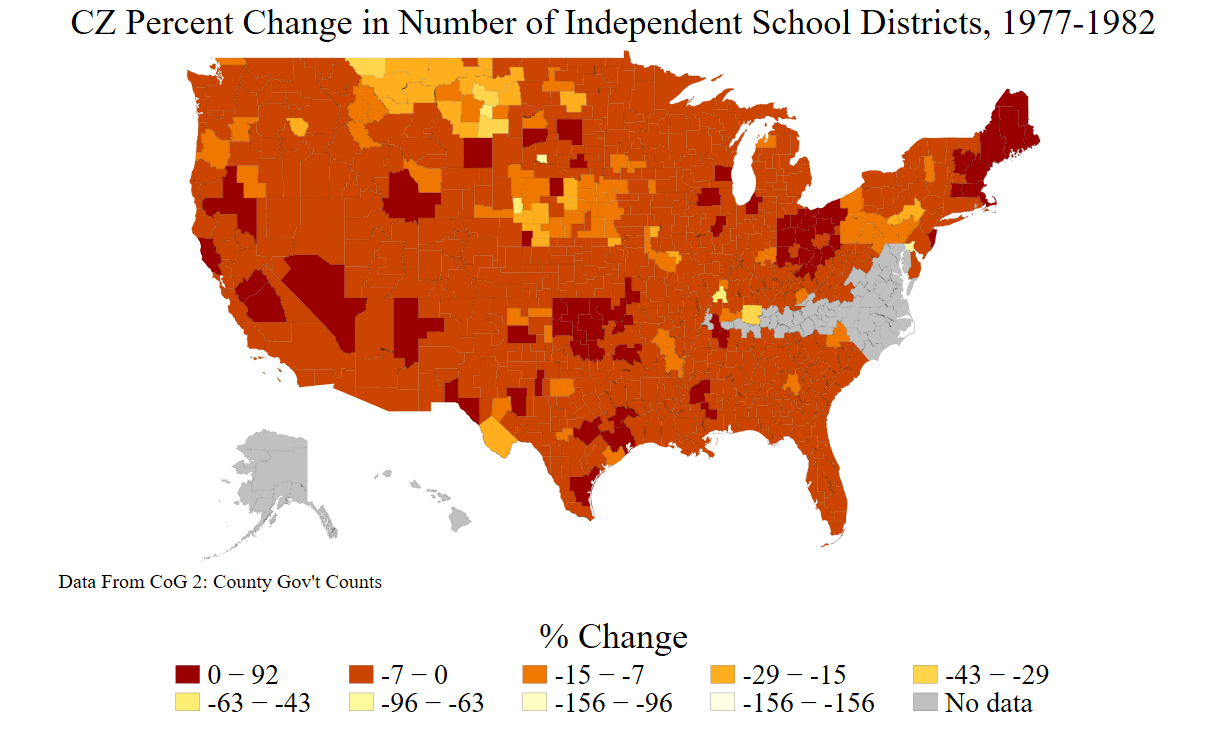 CZ Percent Change in Number of Independent School Districts, 1977-1982
Data From CoG 2: County Gov't Counts
% Change
0 − 92
-7 − 0
-15 − -7
-29 − -15
-43 − -29
-63 − -43
-96 − -63
-156 − -96
-156 − -156
No data